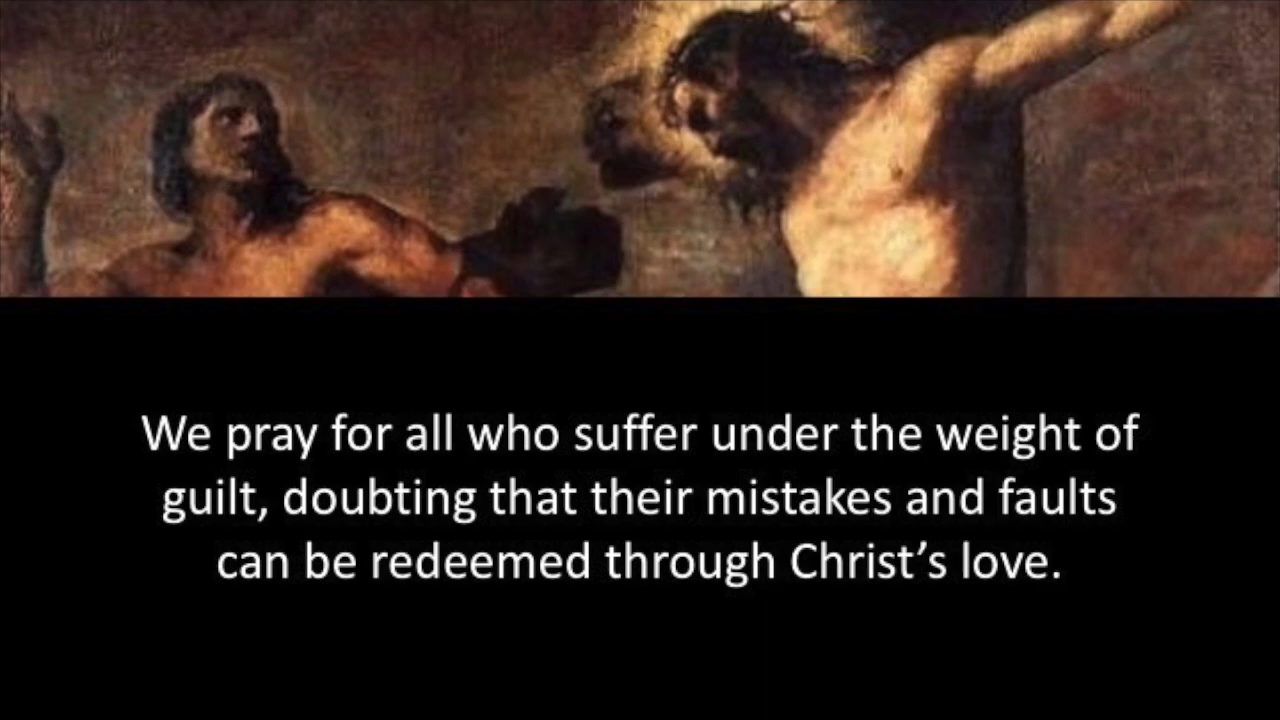 We pray for all who suffer under the weight of
guilt, doubting that their mistakes and faults
can be redeemed through Christ’s love.